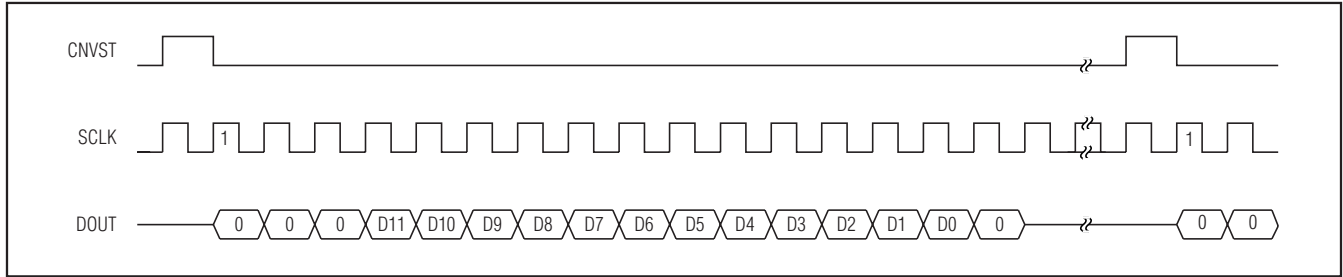 CNVST
SCLK 1 1
DOUT 0 0 0 D11 D10 D9 D8 D7 D6 D5 D4 D3 D2 D1 D0 0 0 0